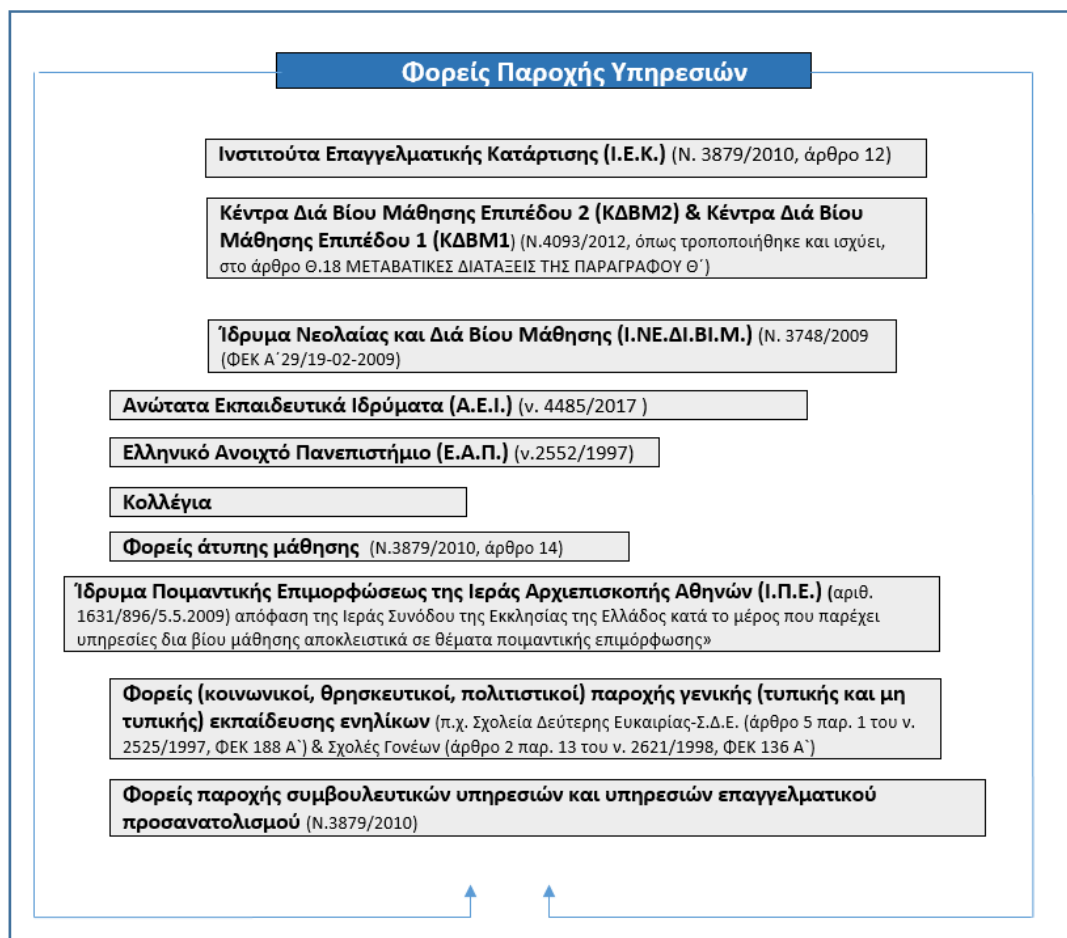 Φορείς Παροχής Υπηρεσιών
Ινστιτούτα Επαγγελματικής Κατάρτισης (Ι.Ε.Κ.) (Ν. 3879/2010, άρθρο 12)
Κέντρα Διά Βίου Μάθησης Επιπέδου 2 (ΚΔΒΜ2) & Κέντρα Διά Βίου
Μάθησης Επιπέδου 1 (ΚΔΒΜ1) (Ν.4093/2012, όπως τροποποιήθηκε και ισχύει,
στο άρθρο Θ.18 ΜΕΤΑΒΑΤΙΚΕΣ ΔΙΑΤΑΞΕΙΣ ΤΗΣ ΠΑΡΑΓΡΑΦΟΥ Θ΄)
Ίδρυμα Νεολαίας και Διά Βίου Μάθησης (Ι.ΝΕ.ΔΙ.ΒΙ.Μ.) (Ν. 3748/2009
(ΦΕΚ Α΄29/19-02-2009)
Ανώτατα Εκπαιδευτικά Ιδρύματα (Α.Ε.Ι.) (ν. 4485/2017 )
Ελληνικό Ανοιχτό Πανεπιστήμιο (Ε.Α.Π.) (ν.2552/1997)
Κολλέγια
Φορείς άτυπης μάθησης (Ν.3879/2010, άρθρο 14)
Ίδρυμα Ποιμαντικής Επιμορφώσεως της Ιεράς Αρχιεπισκοπής Αθηνών (Ι.Π.Ε.) (αριθ.
1631/896/5.5.2009) απόφαση της Ιεράς Συνόδου της Εκκλησίας της Ελλάδος κατά το μέρος που παρέχει
υπηρεσίες δια βίου μάθησης αποκλειστικά σε θέματα ποιμαντικής επιμόρφωσης»
Φορείς (κοινωνικοί, θρησκευτικοί, πολιτιστικοί) παροχής γενικής (τυπικής και μη
τυπικής) εκπαίδευσης ενηλίκων (π.χ. Σχολεία Δεύτερης Ευκαιρίας-Σ.Δ.Ε. (άρθρο 5 παρ. 1 του ν.
2525/1997, ΦΕΚ 188 Α`) & Σχολές Γονέων (άρθρο 2 παρ. 13 του ν. 2621/1998, ΦΕΚ 136 Α`)
Φορείς παροχής συμβουλευτικών υπηρεσιών και υπηρεσιών επαγγελματικού
προσανατολισμού (Ν.3879/2010)